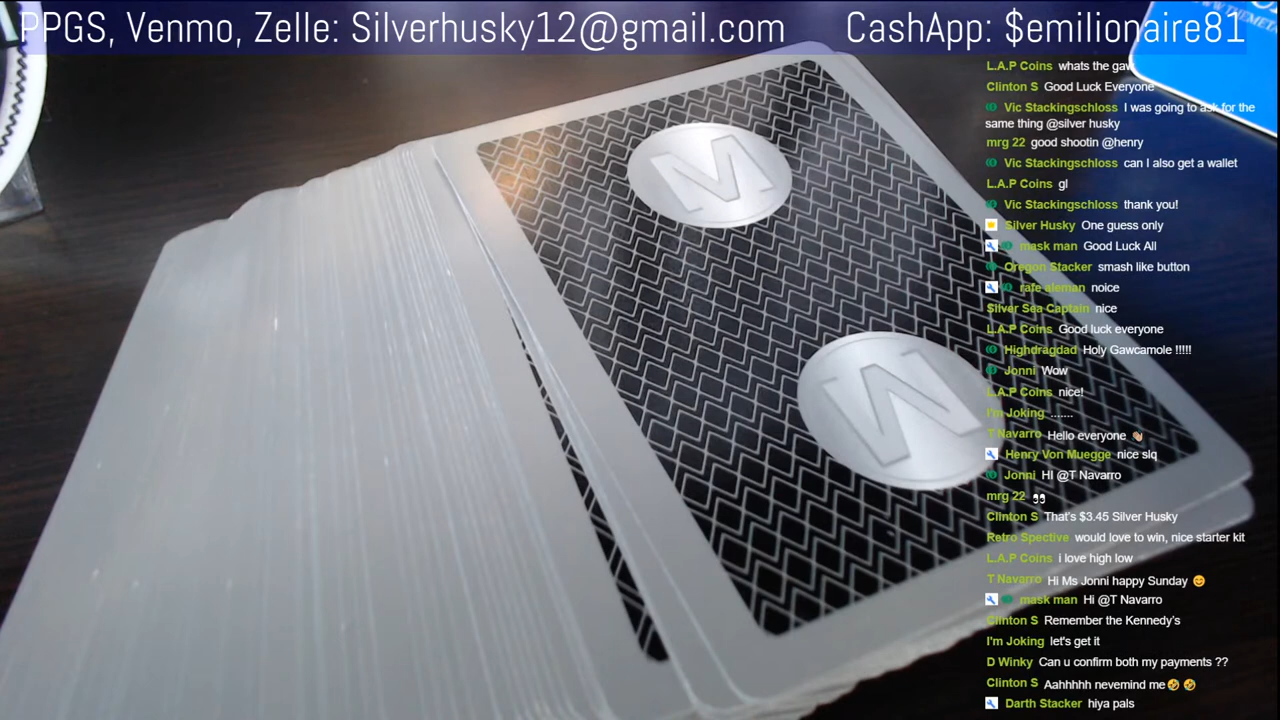 PPGS, Venmo, Zelle: Silverhusky12@gmail.com CashApp: $emilionaire81
WWW.THEMET
L.A.P Coins whats the gaw
Clinton S Good Luck Everyone
Vic Stackingschloss I was going to ask for the
same thing @silver husky
mrg 22 good shootin @henry
Vic Stackingschloss can I also get a wallet
L.A.P Coins gl
Vic Stackingschloss thank you!
Silver Husky One guess only
mask man Good Luck All
Oregon Stacker smash like button
rafe aleman noice
Silver Sea Captain nice
L.A.P Coins Good luck everyone
Highdragdad Holy Gawcamole !!!!!
Jonni Wow
L.A.P Coins nice!
I'm Joking .......
T Navarro Hello everyone 👋🏼
Henry Von Muegge nice slq
Jonni HI @T Navarro
mrg 22 👀
Clinton S That's $3.45 Silver Husky
Retro Spective would love to win, nice starter kit
L.A.P Coins i love high low
T Navarro Hi Ms Jonni happy Sunday 😊
mask man Hi @T Navarro
Clinton S Remember the Kennedy's
I'm Joking let's get it
D Winky Can u confirm both my payments ??
Clinton S Aahhhhh nevemind me🤣 🤣
Darth Stacker hiya pals
M
M